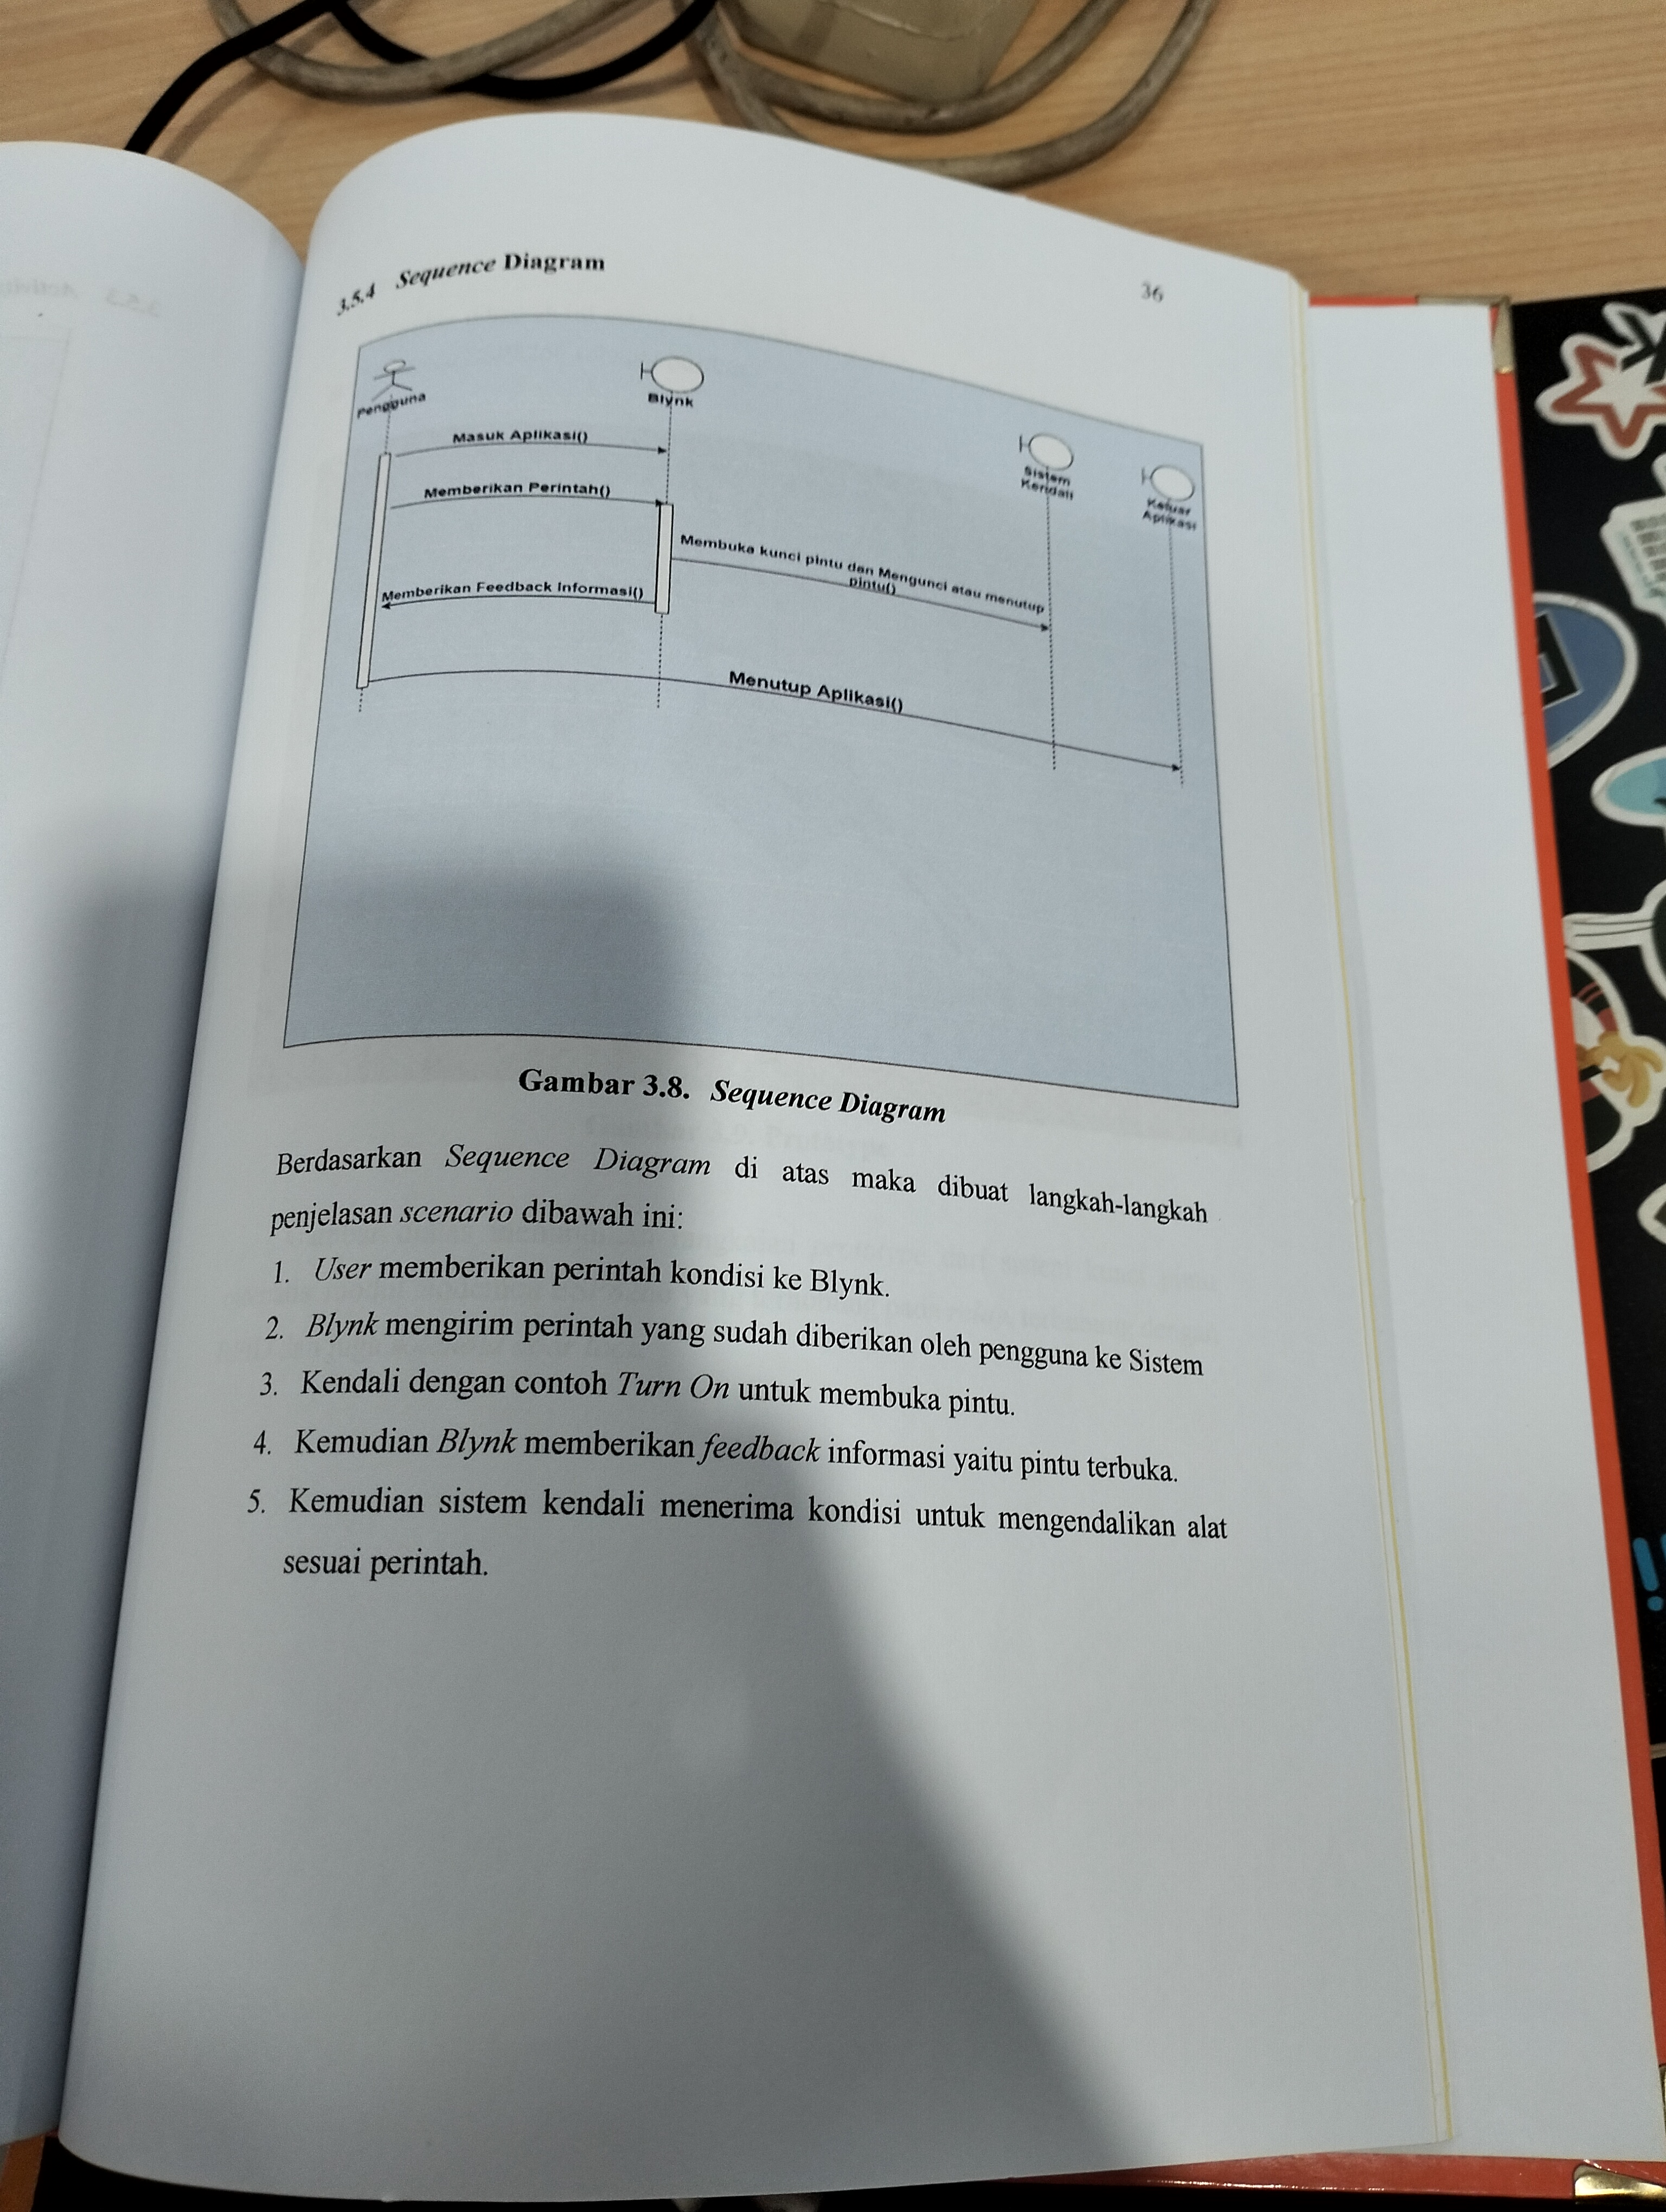 36
3.5.4 Sequence Diagram
Pengguna
Blynk
Sistem
Kendali
Keluar
Aplikasi
Masuk Aplikasi()
Memberikan Perintah()
Membuka kunci pintu dan Mengunci atau menutup
pintu()
Memberikan Feedback Informasi()
Menutup Aplikasi()
Gambar 3.8. Sequence Diagram
Berdasarkan Sequence Diagram di atas maka dibuat langkah-langkah
penjelasan scenario dibawah ini:
1. User memberikan perintah kondisi ke Blynk.
2. Blynk mengirim perintah yang sudah diberikan oleh pengguna ke Sistem
3. Kendali dengan contoh Turn On untuk membuka pintu.
4. Kemudian Blynk memberikan feedback informasi yaitu pintu terbuka.
5. Kemudian sistem kendali menerima kondisi untuk mengendalikan alat
sesuai perintah.